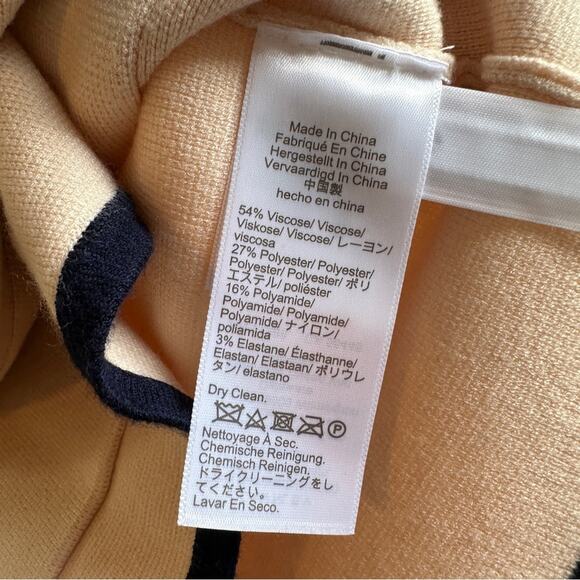 Made In China
Fabriqué En Chine
Hergestellt In China
Vervaardigd In China
中国製
hecho en china
54% Viscose/ Viscose/
Viskose/ Viscose/ レーヨン/
viscosa
27% Polyester/ Polyester/
Polyester/ Polyester/ ポリ
エステル/ poliéster
16% Polyamide/
Polyamide/ Polyamide/
Polyamide/ ナイロン/
poliamida
3% Elastane/ Élasthanne/
Elastan/ Elastaan/ ポリウレ
タン/ elastano
Dry Clean.
P
Nettoyage À Sec.
Chemische Reinigung.
Chemisch Reinigen.
ドライクリーニングをし
てください。
Lavar En Seco.